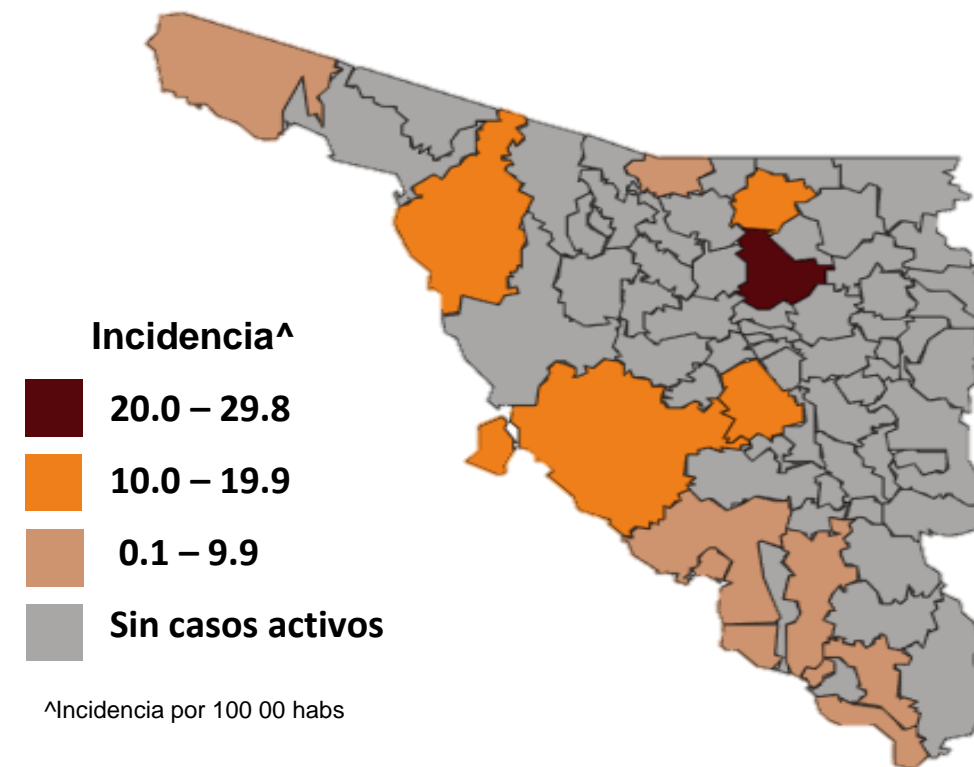 Incidencia^
20.0 – 29.8
10.0 – 19.9
0.1 – 9.9
Sin casos activos
^Incidencia por 100 00 habs